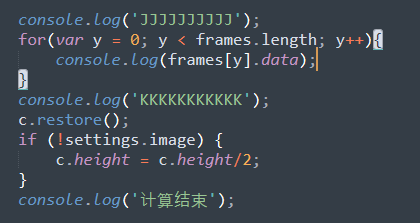 console.log('JJJJJJJJJJ');
for(var y = 0; y < frames.length; y++){
    console.log(frames[y].data);
}
console.log('KKKKKKKKKKK');
c.restore();
if (!settings.image) {
    c.height = c.height/2;
}
console.log('计算结束');